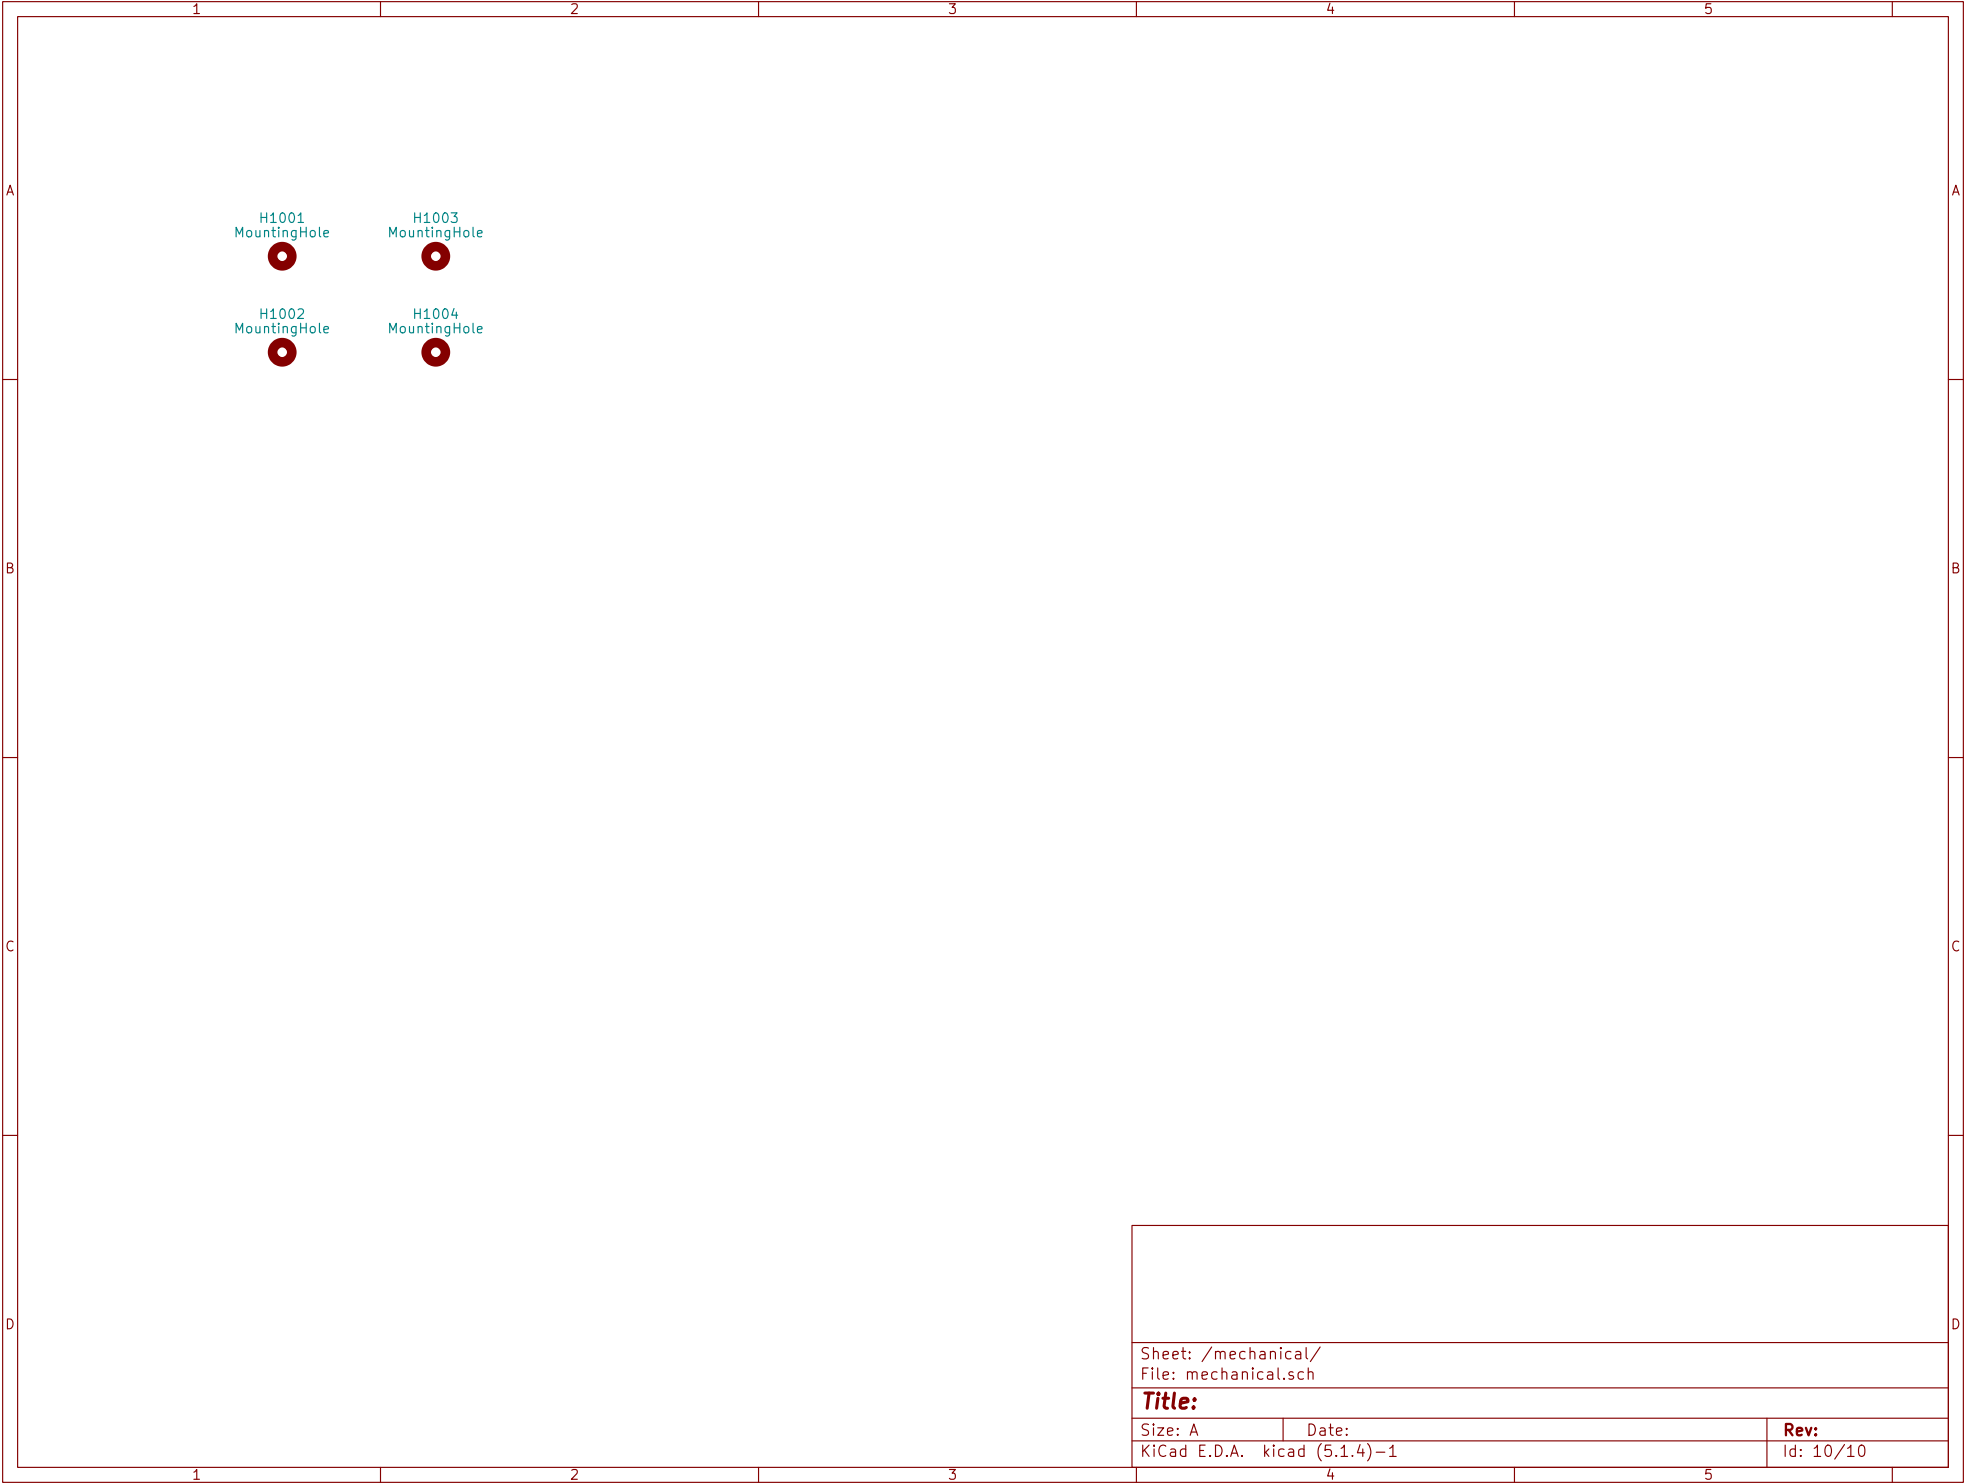 1 2 3 4 5
A A
H1001 H1003
MountingHole MountingHole
H1002 H1004
MountingHole MountingHole
B B
C C
D D
Sheet: /mechanical/
File: mechanical.sch
Title:
Size: A Date: Rev:
KiCad E.D.A. kicad (5.1.4)-1 Id: 10/10
1 2 3 4 5